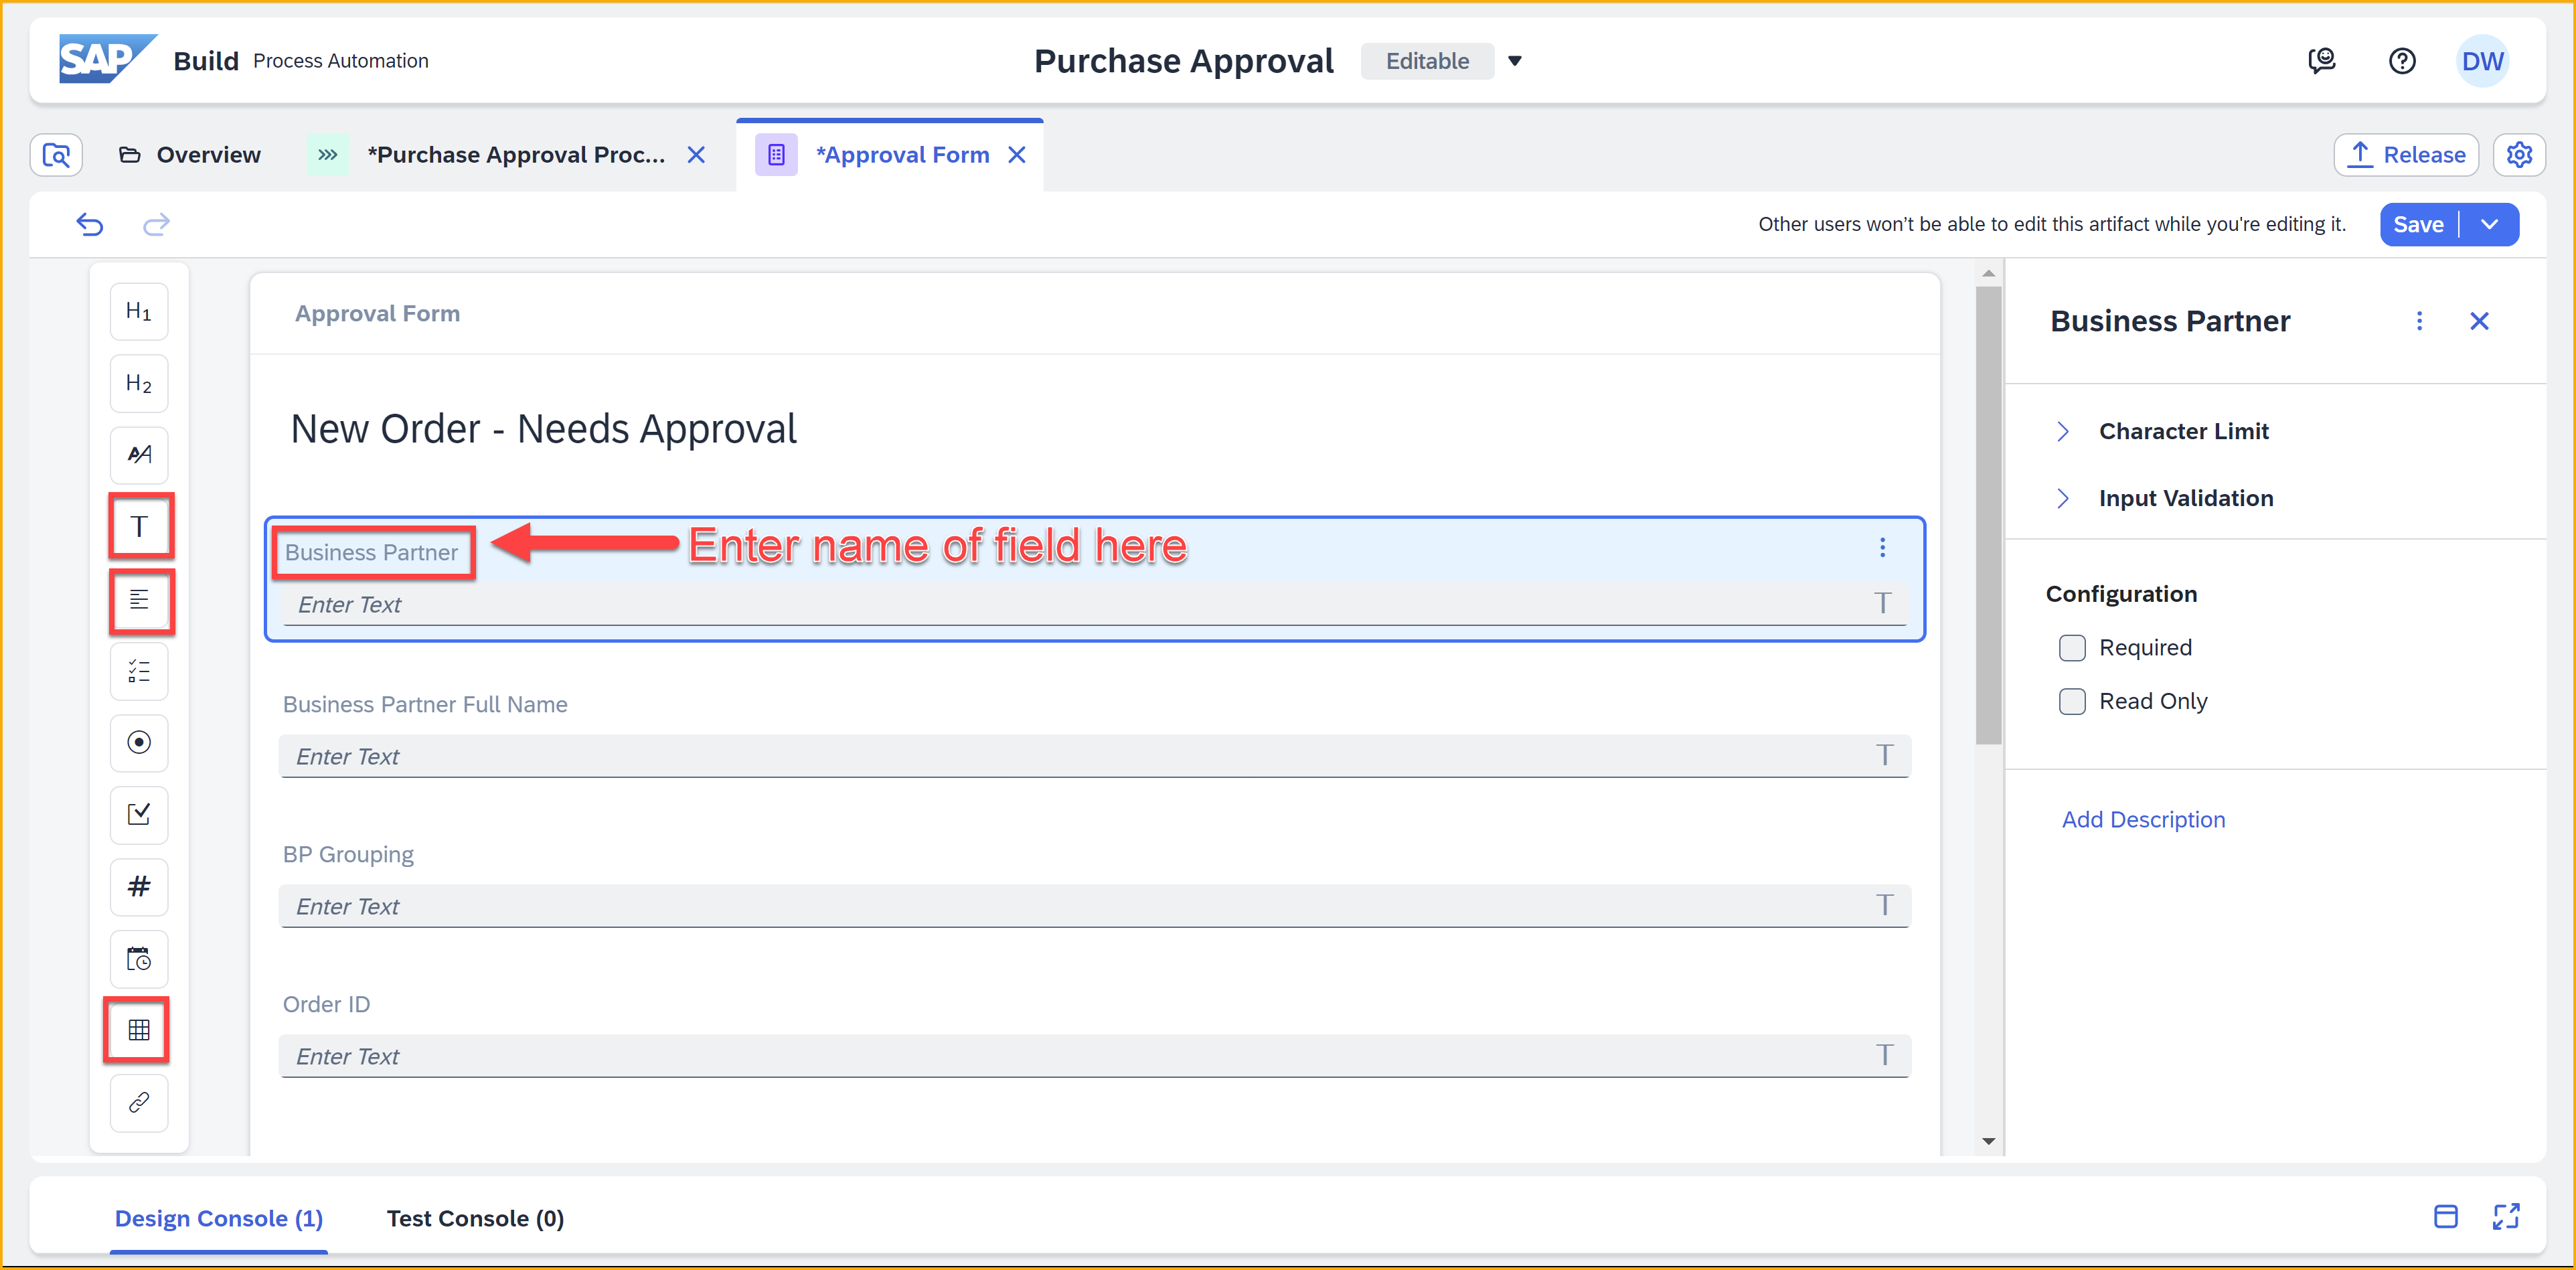 SAP Build Process Automation
Purchase Approval Editable
DW
Overview
*Purchase Approval Proc...
*Approval Form
Release
Other users won't be able to edit this artifact while you're editing it.
Save
H1
H2
AA
T
#
Approval Form
New Order - Needs Approval
Business Partner
Enter name of field here
Enter Text T
Business Partner Full Name
Enter Text T
BP Grouping
Enter Text T
Order ID
Enter Text T
Business Partner
Character Limit
Input Validation
Configuration
Required
Read Only
Add Description
Design Console (1)
Test Console (0)